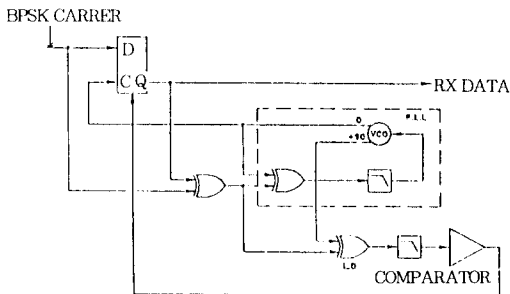 BPSK CARRER
D
C Q
RX DATA
P.L.L
0
+90
VCO
L.D
COMPARATOR